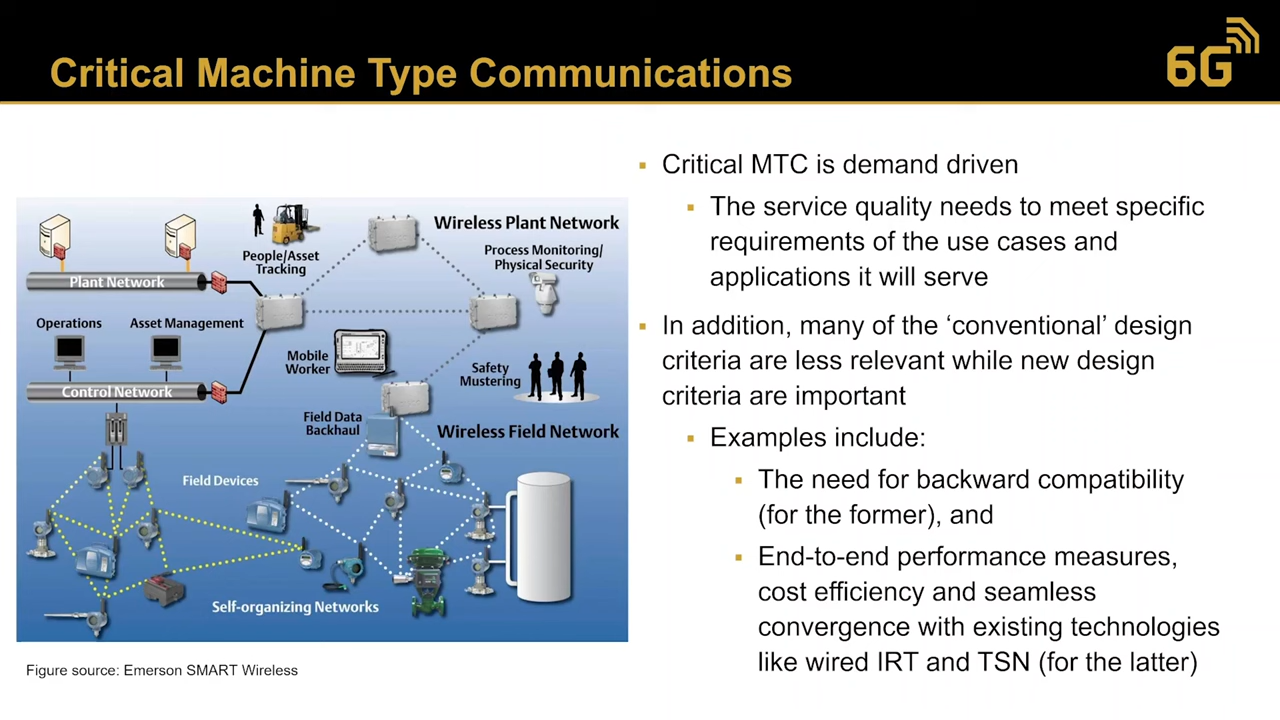 Critical Machine Type Communications
6G
Wireless Plant Network
People/Asset
Tracking
Process Monitoring/
Physical Security
Plant Network
Operations
Asset Management
Mobile
Worker
Safety
Mustering
Control Network
Field Data
Backhaul
Wireless Field Network
Field Devices
Self-organizing Networks
Figure source: Emerson SMART Wireless
▪ Critical MTC is demand driven
▪ The service quality needs to meet specific
requirements of the use cases and
applications it will serve
▪ In addition, many of the ‘conventional’ design
criteria are less relevant while new design
criteria are important
▪ Examples include:
▪ The need for backward compatibility
(for the former), and
▪ End-to-end performance measures,
cost efficiency and seamless
convergence with existing technologies
like wired IRT and TSN (for the latter)